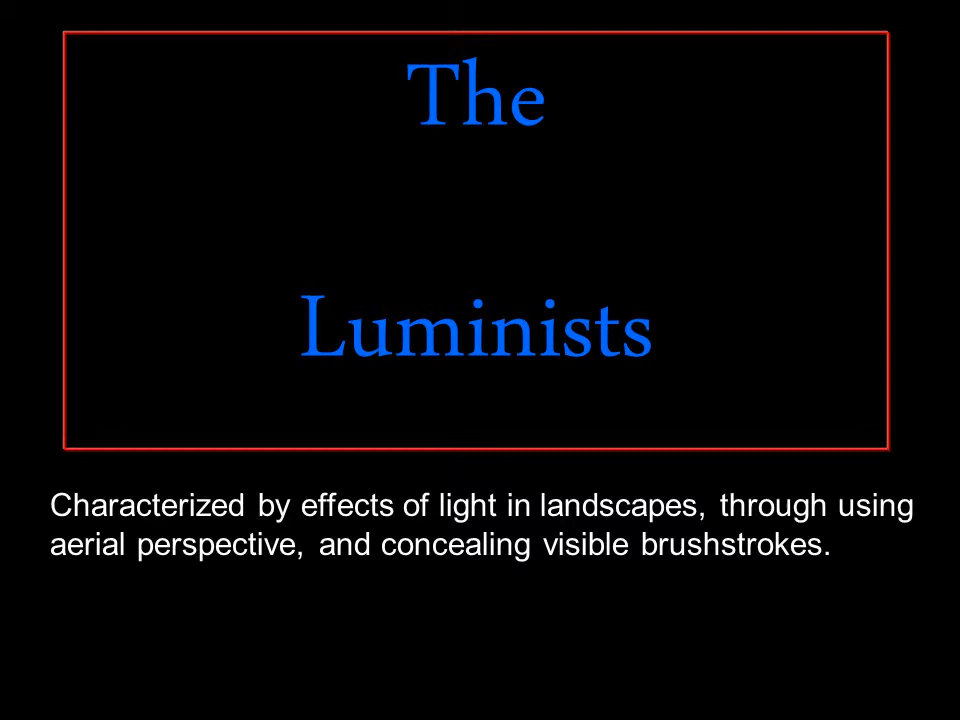 The
Luminists
Characterized by effects of light in landscapes, through using
aerial perspective, and concealing visible brushstrokes.